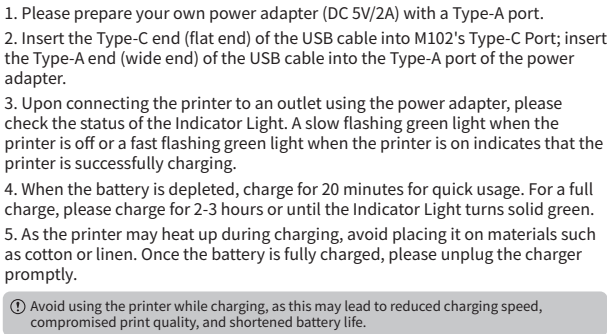 1. Please prepare your own power adapter (DC 5V/2A) with a Type-A port.
2. Insert the Type-C end (flat end) of the USB cable into M102's Type-C Port; insert
the Type-A end (wide end) of the USB cable into the Type-A port of the power
adapter.
3. Upon connecting the printer to an outlet using the power adapter, please
check the status of the Indicator Light. A slow flashing green light when the
printer is off or a fast flashing green light when the printer is on indicates that the
printer is successfully charging.
4. When the battery is depleted, charge for 20 minutes for quick usage. For a full
charge, please charge for 2-3 hours or until the Indicator Light turns solid green.
5. As the printer may heat up during charging, avoid placing it on materials such
as cotton or linen. Once the battery is fully charged, please unplug the charger
promptly.
Avoid using the printer while charging, as this may lead to reduced charging speed,
compromised print quality, and shortened battery life.